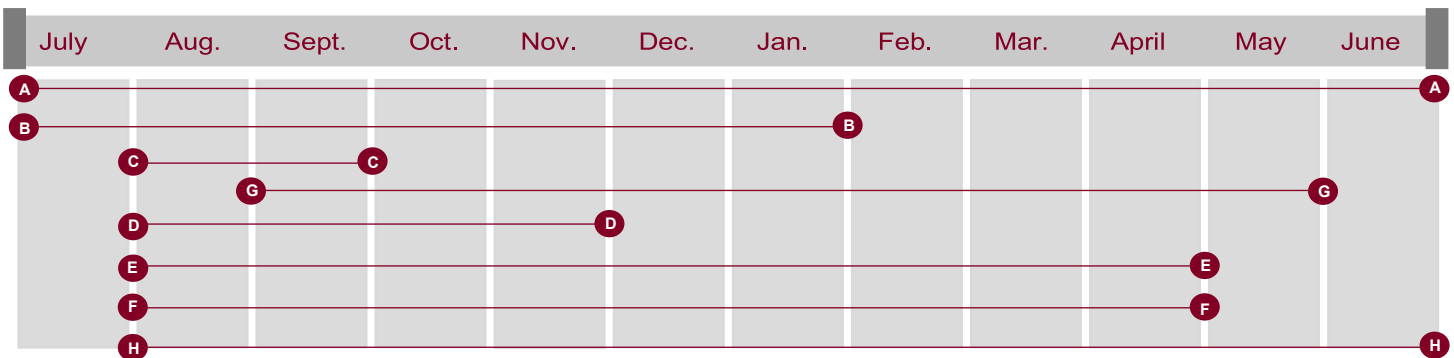 July Aug. Sept. Oct. Nov. Dec. Jan. Feb. Mar. April May June
A A
B B
C C
G G
D D
E E
F F
H H